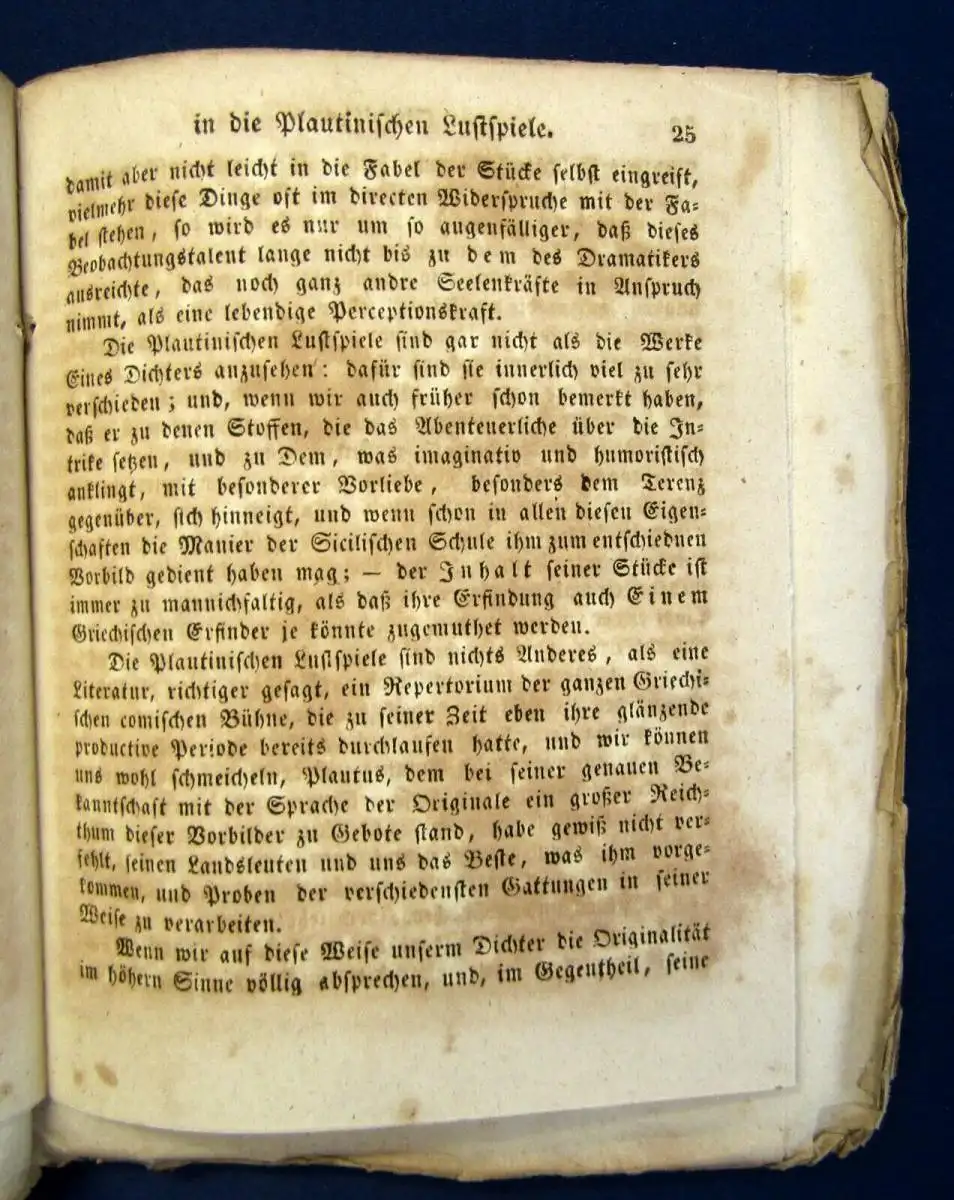 in die Plautinischen Lustspiele. 25
damit aber nicht leicht in die Fabel der Stücke selbst eingreift,
vielmehr diese Dinge oft im directen Widerspruche mit der Fa=
bel stehen, so wird es nur um so augenfälliger, daß dieses
Beobachtungstalent lange nicht bis zu dem des Dramatikers
ausreichte, das noch ganz andre Seelenkräfte in Anspruch
nimmt, als eine lebendige Perceptionskraft.
Die Plautinischen Lustspiele sind gar nicht als die Werke
Eines Dichters anzusehen: dafür sind sie innerlich viel zu sehr
verschieden; und, wenn wir auch früher schon bemerkt haben,
daß er zu denen Stoffen, die das Abenteuerliche über die In=
trike setzen, und zu Dem, was imaginativ und humoristisch
anklingt, mit besonderer Vorliebe, besonders dem Terenz
gegenüber, sich hinneigt, und wenn schon in allen diesen Eigen=
schaften die Manier der Sicilischen Schule ihm zum entschiednen
Vorbild gedient haben mag; — der Inhalt seiner Stücke ist
immer zu mannichfaltig, als daß ihre Erfindung auch Einem
Griechischen Erfinder je könnte zugemuthet werden.
Die Plautinischen Lustspiele sind nichts Anderes, als eine
Literatur, richtiger gesagt, ein Repertorium der ganzen Griechi=
schen comischen Bühne, die zu seiner Zeit eben ihre glänzende
productive Periode bereits durchlaufen hatte, und wir können
uns wohl schmeicheln, Plautus, dem bei seiner genauen Be=
kanntschaft mit der Sprache der Originale ein großer Reich=
thum dieser Vorbilder zu Gebote stand, habe gewiß nicht ver=
fehlt, seinen Landsleuten und uns das Beste, was ihm vorge=
kommen, und Proben der verschiedensten Gattungen in seiner
Weise zu verarbeiten.
Wenn wir auf diese Weise unserm Dichter die Originalität
im höhern Sinne völlig absprechen, und, im Gegentheil, seine